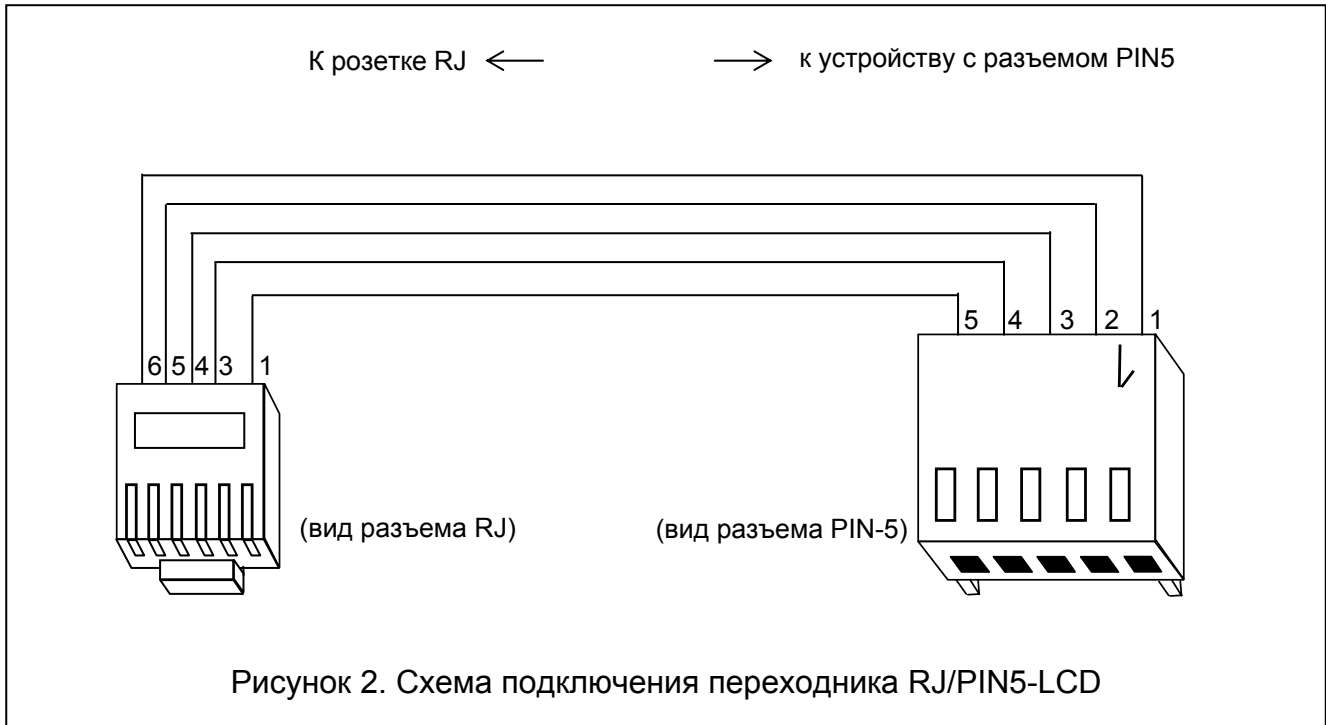 К розетке RJ
к устройству с разъемом PIN5
5 4 3 2 1
6 5 4 3 1
(вид разъема RJ)
(вид разъема PIN-5)
Рисунок 2. Схема подключения переходника RJ/PIN5-LCD